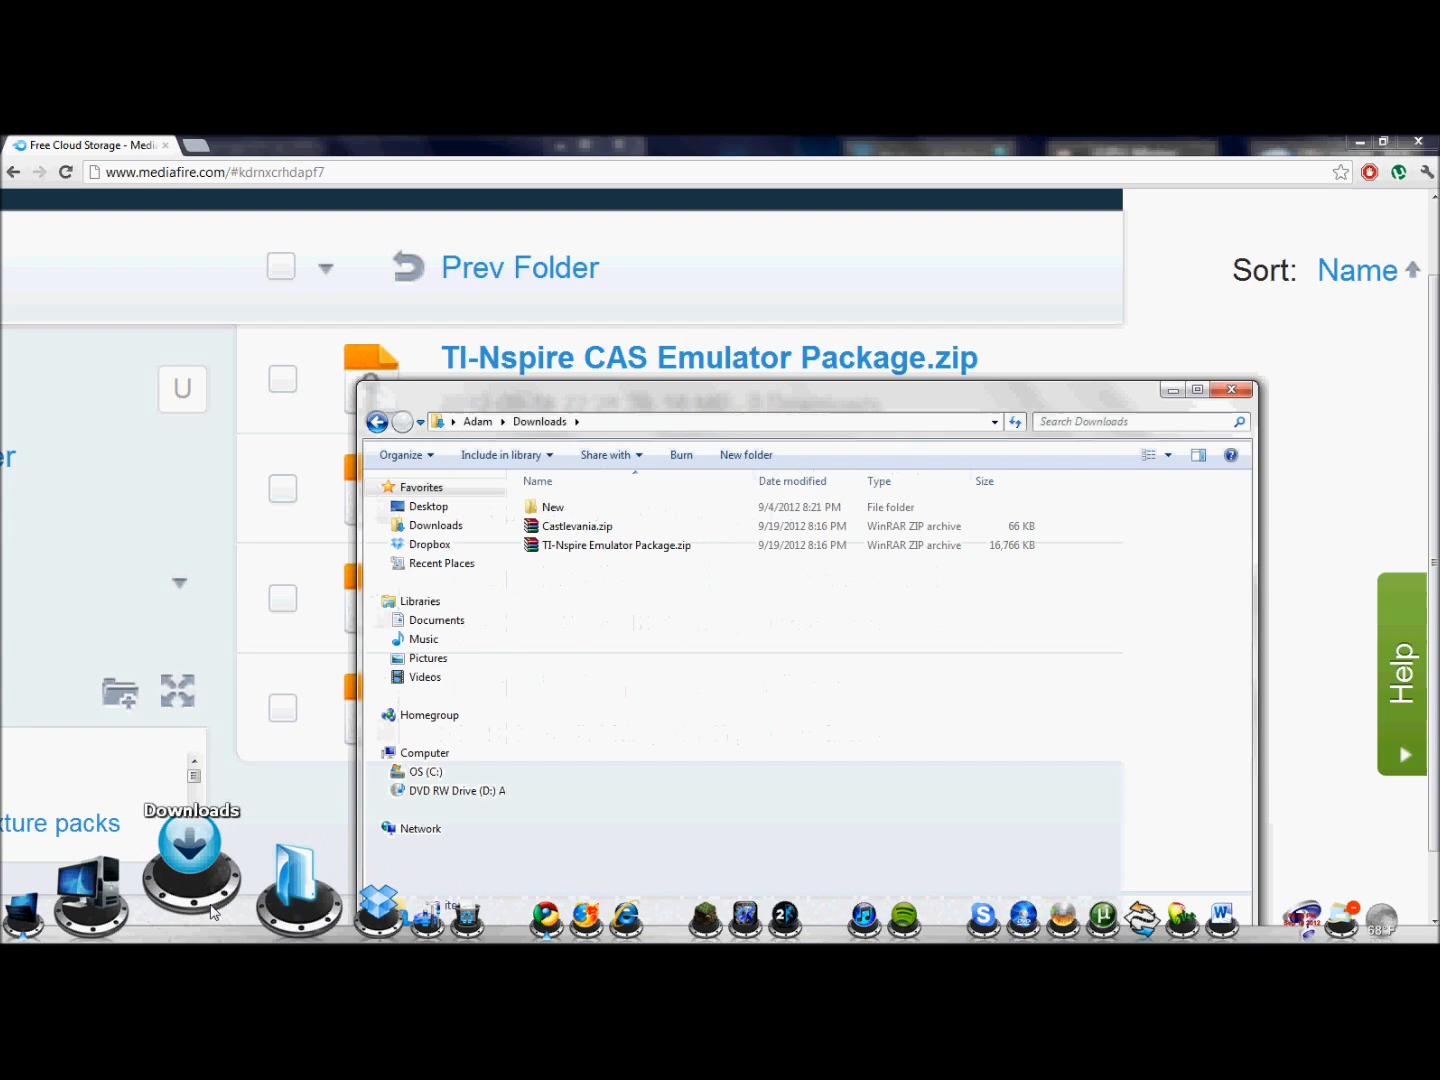 Free Cloud Storage - Media
www.mediafire.com/#kdrnxcrhdapf7
Prev Folder
Sort: Name
TI-Nspire CAS Emulator Package.zip
U
er
Adam Downloads
Search Downloads
Organize Include in library Share with Burn New folder
Name Date modified Type Size
New 9/4/2012 8:21 PM File folder
Castlevania.zip 9/19/2012 8:16 PM WinRAR ZIP archive 66 KB
TI-Nspire Emulator Package.zip 9/19/2012 8:16 PM WinRAR ZIP archive 16,766 KB
Favorites
Desktop
Downloads
Dropbox
Recent Places
Libraries
Documents
Music
Pictures
Videos
Homegroup
Computer
OS (C:)
DVD RW Drive (D:) A
Network
Help
Downloads
xture packs
68°F